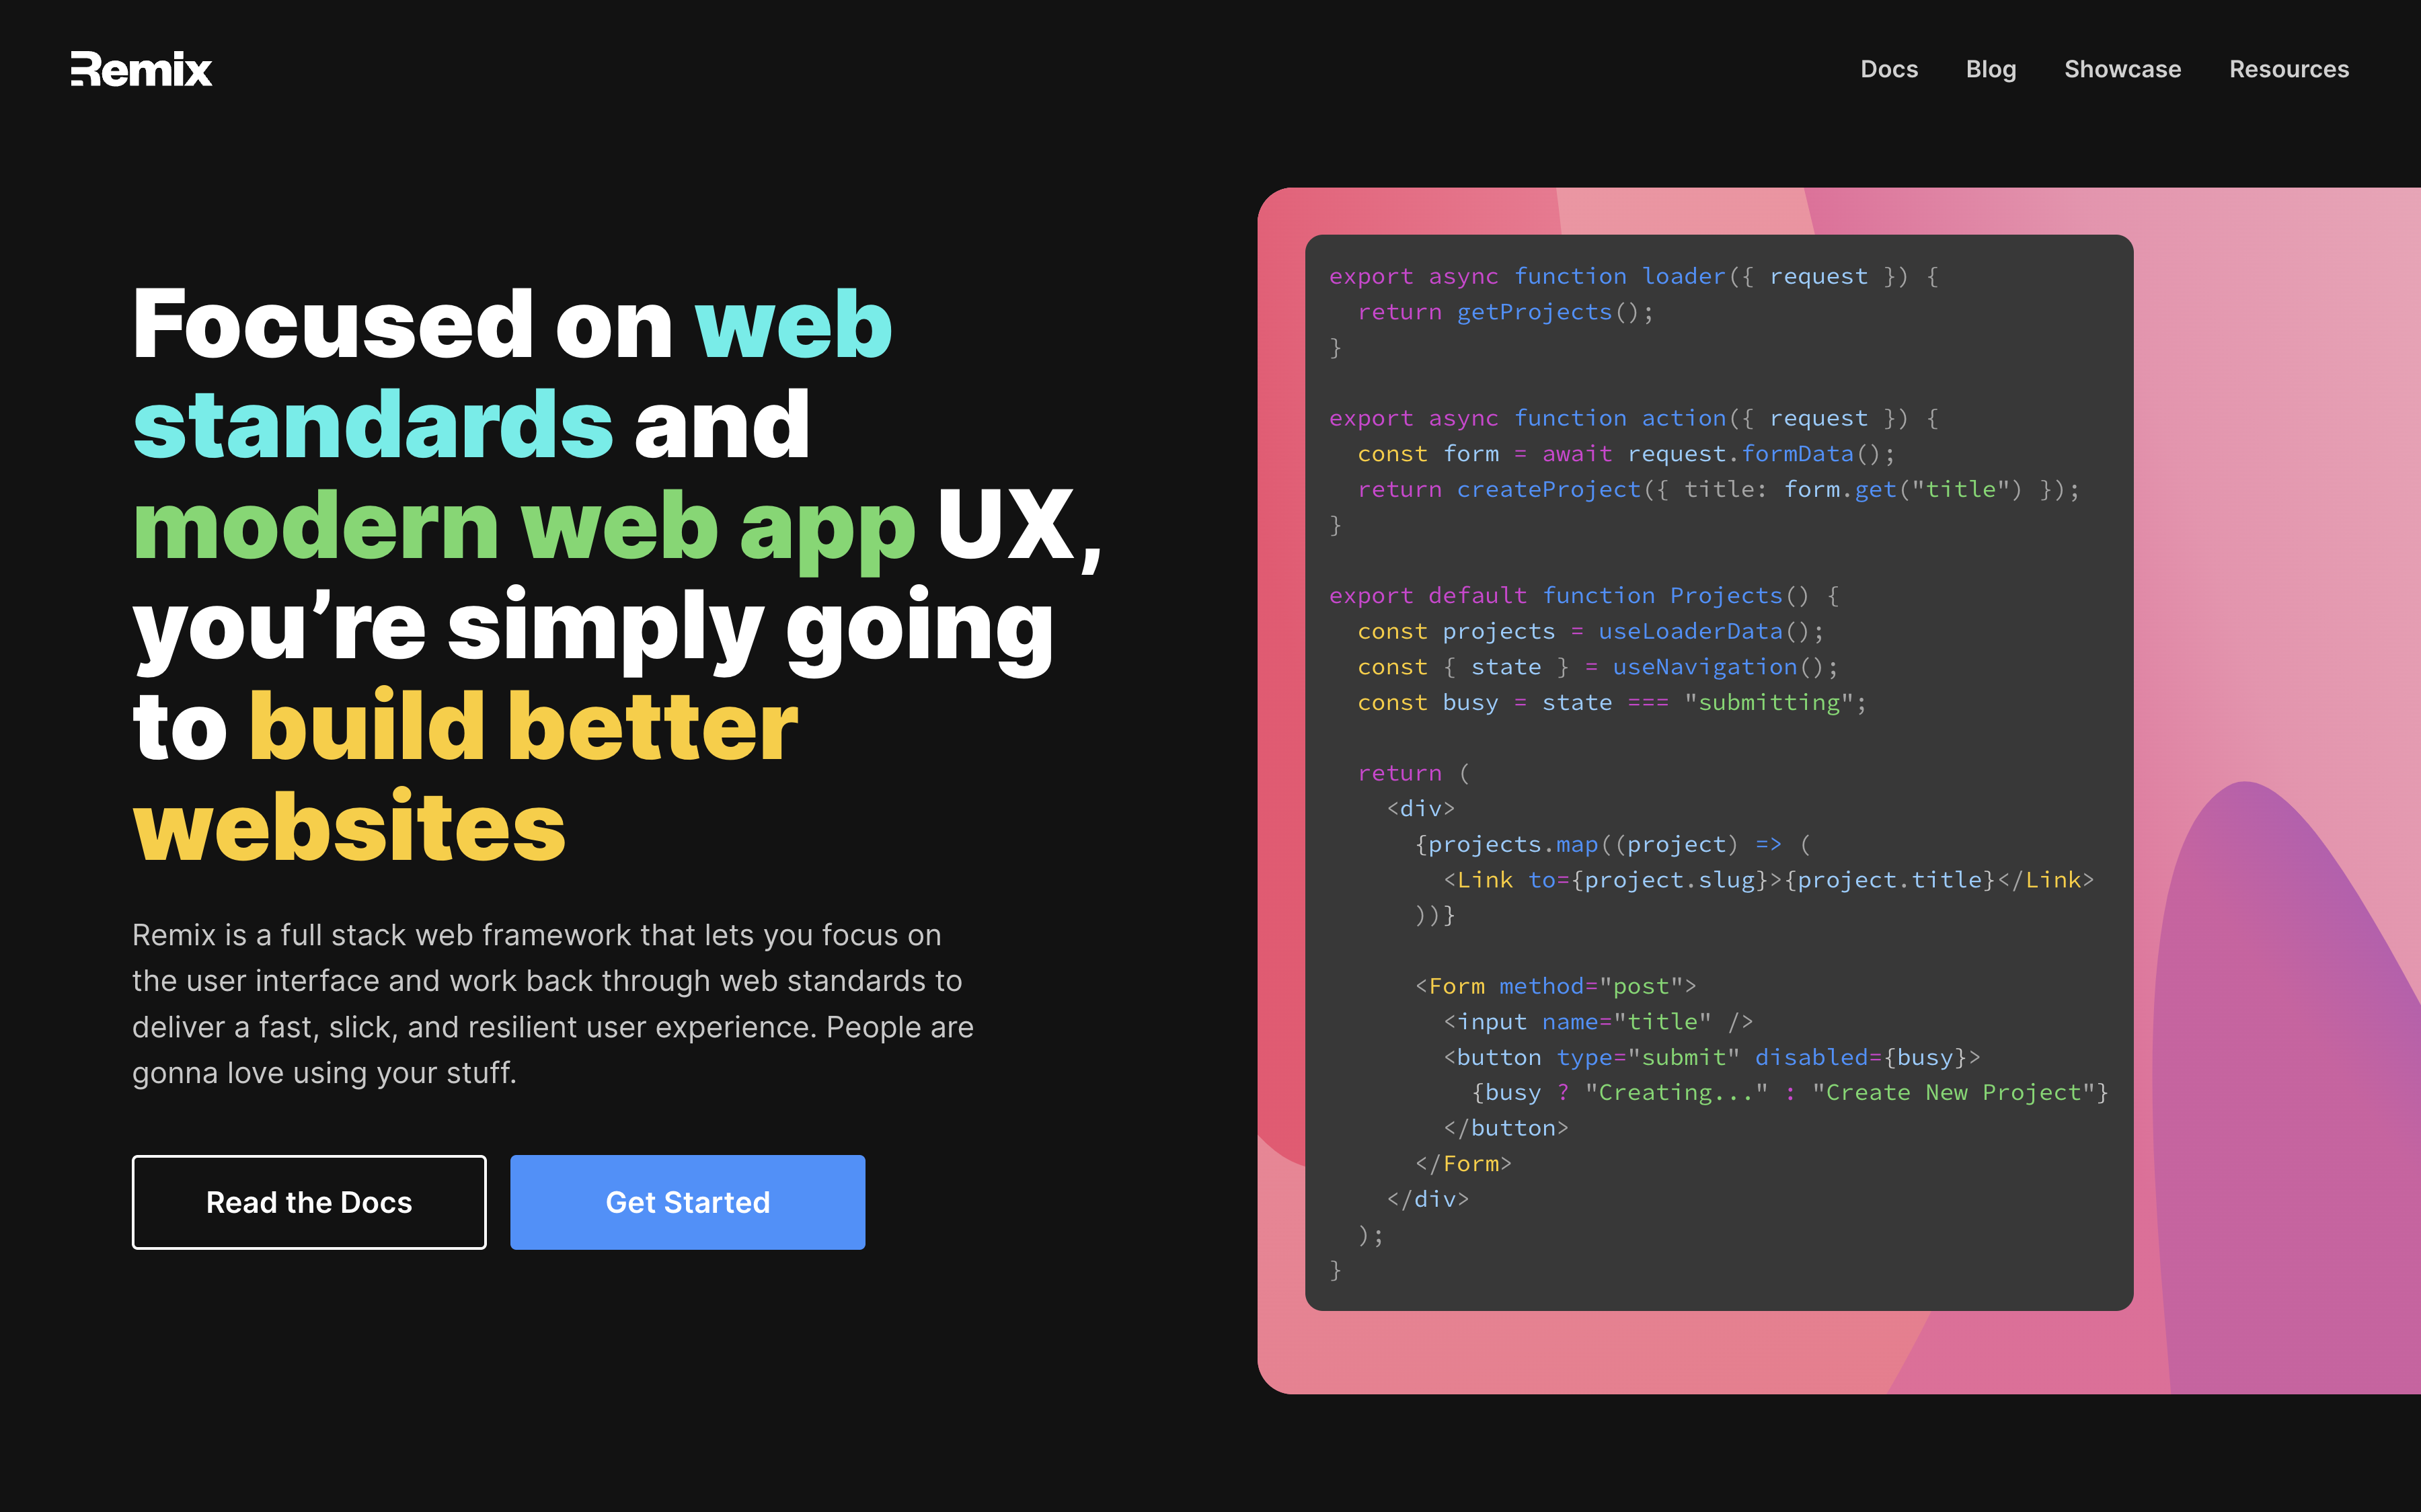 Remix
Docs Blog Showcase Resources
Focused on web
standards and
modern web app UX,
you’re simply going
to build better
websites
Remix is a full stack web framework that lets you focus on
the user interface and work back through web standards to
deliver a fast, slick, and resilient user experience. People are
gonna love using your stuff.
Read the Docs
Get Started
export async function loader({ request }) {
  return getProjects();
}

export async function action({ request }) {
  const form = await request.formData();
  return createProject({ title: form.get("title") });
}

export default function Projects() {
  const projects = useLoaderData();
  const { state } = useNavigation();
  const busy = state === "submitting";

  return (
    <div>
      {projects.map((project) => (
        <Link to={project.slug}>{project.title}</Link>
      ))}

      <Form method="post">
        <input name="title" />
        <button type="submit" disabled={busy}>
          {busy ? "Creating..." : "Create New Project"}
        </button>
      </Form>
    </div>
  );
}